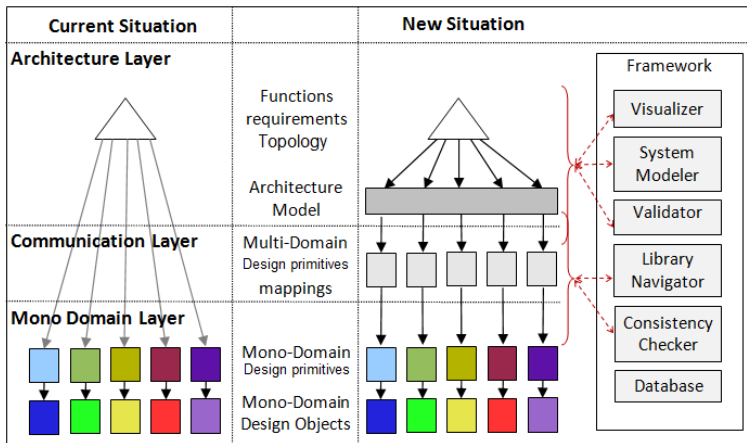 Current Situation
New Situation
Architecture Layer
Functions
requirements
Topology
Architecture
Model
Communication Layer
Multi-Domain
Design primitives
mappings
Mono Domain Layer
Mono-Domain
Design primitives
Mono-Domain
Design Objects
Framework
Visualizer
System
Modeler
Validator
Library
Navigator
Consistency
Checker
Database